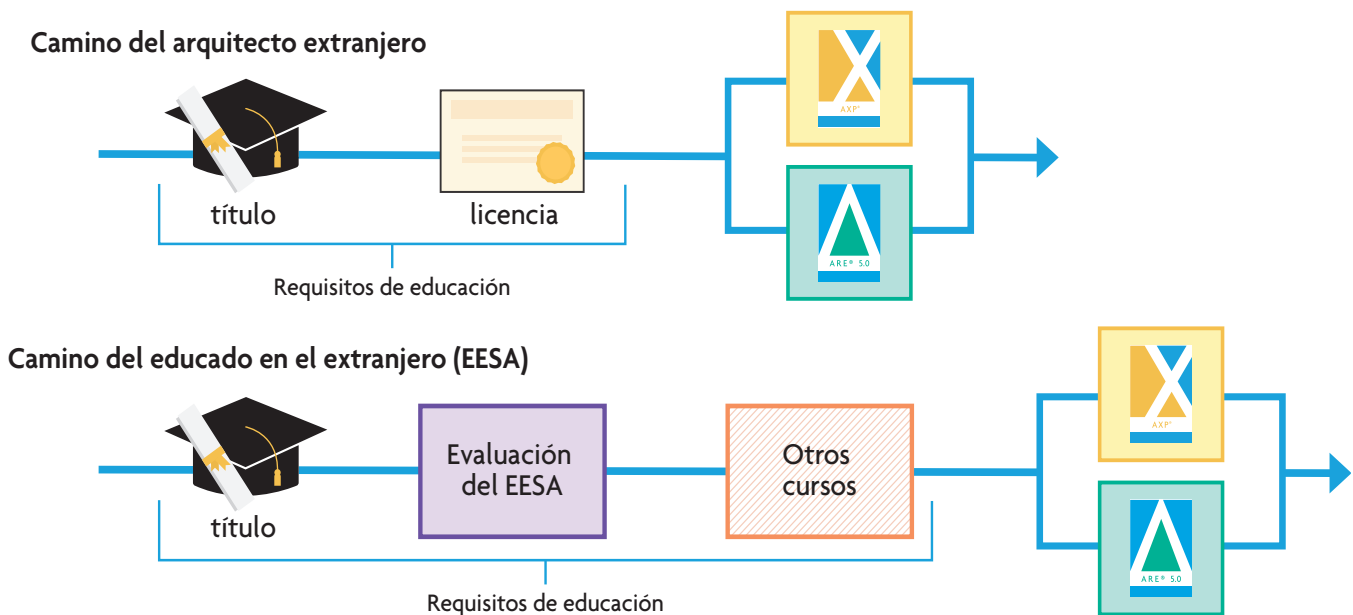 Camino del arquitecto extranjero
AXP®
título
licencia
ARE® 5.0
Requisitos de educación
Camino del educado en el extranjero (EESA)
AXP®
Evaluación
del EESA
Otros
cursos
título
ARE® 5.0
Requisitos de educación